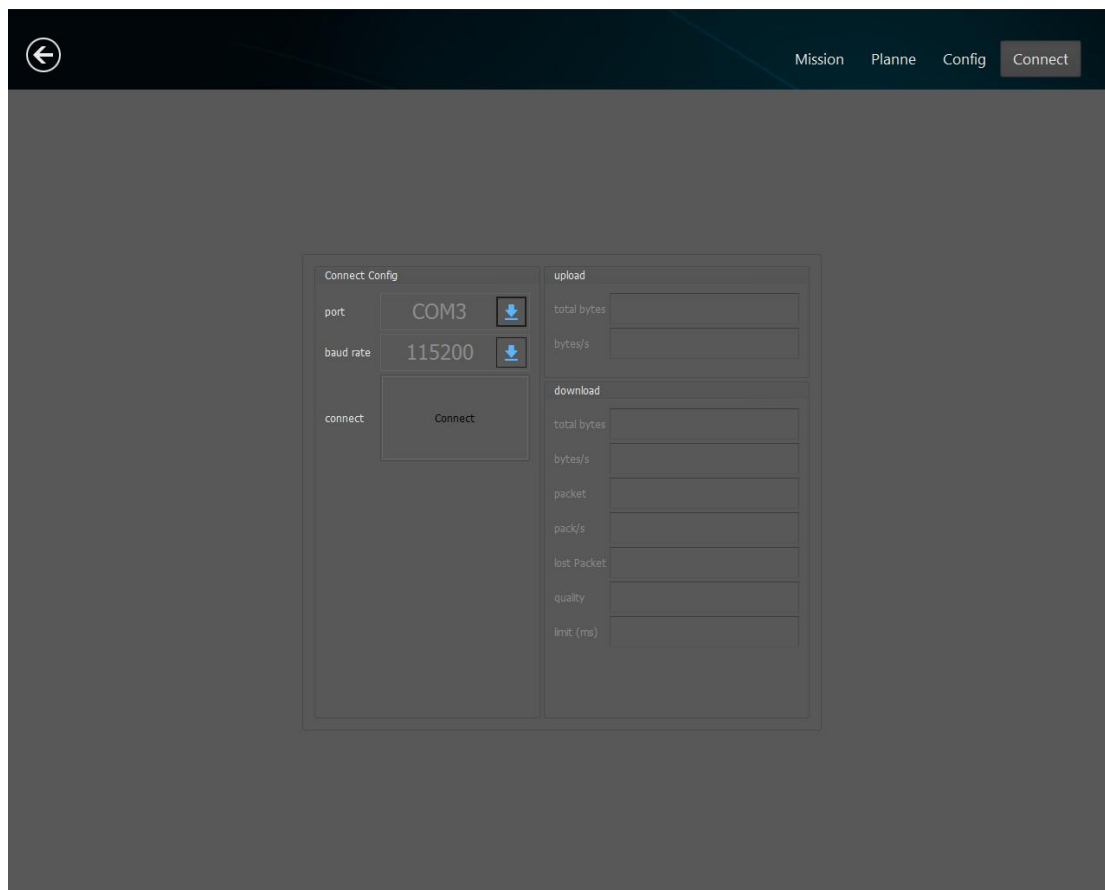 Mission Planne Config Connect
Connect Config
port COM3
baud rate 115200
connect Connect
upload
total bytes
bytes/s
download
total bytes
bytes/s
packet
pack/s
lost Packet
quality
limit (ms)